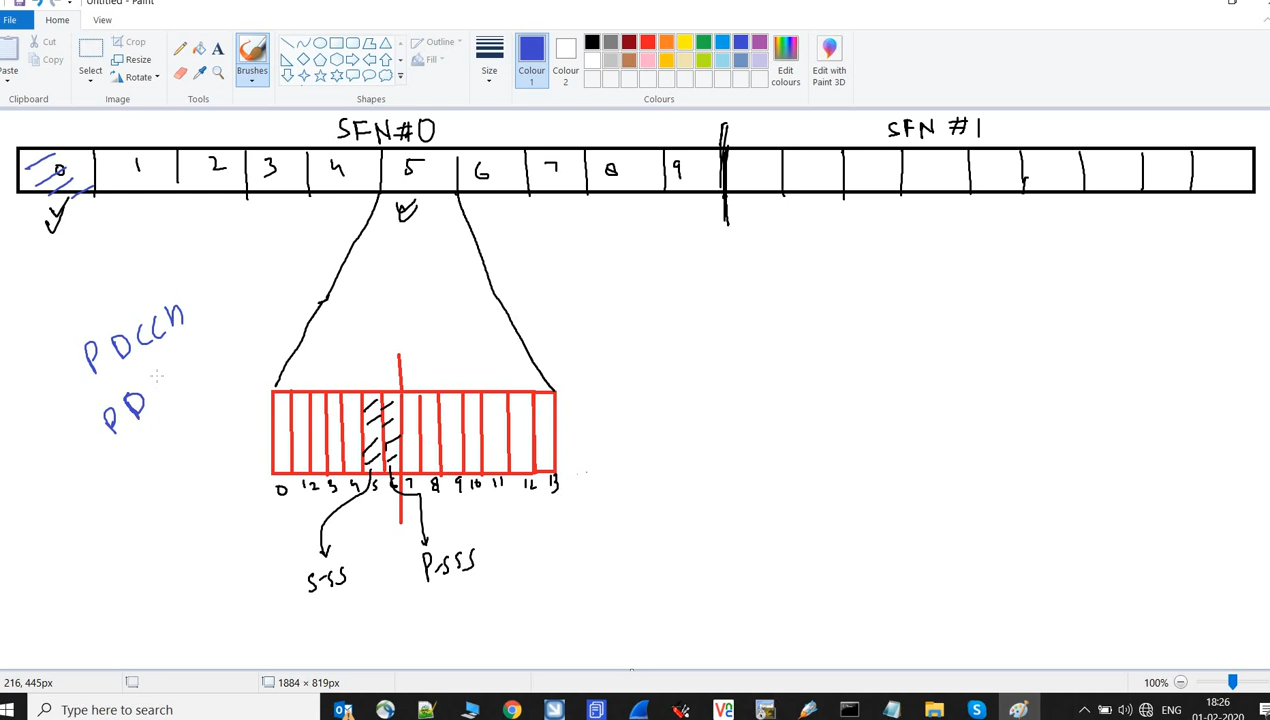 Untitled - Paint
File Home View
Paste Cut Copy Clipboard
Select Crop Resize Rotate Image
Tools
Brushes
Shapes Outline Fill
Size
Colour 1 Colour 2 Edit colours Colours
Edit with Paint 3D
SFN#0 SFN #1
0 1 2 3 4 5 6 7 8 9
PDCCH
PD
0 1 2 3 4 5 6 7 8 9 10 11 12 13
S-SS P-SSS
216, 445px 1884 × 819px 100%
Type here to search ENG 18:26
01-02-2020